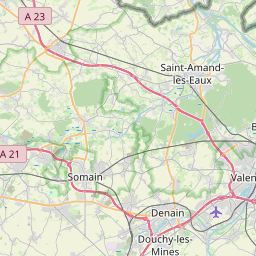 A 23
Saint-Amand-
les-Eaux
A 21
Somain
Valen
Denain
Douchy-les-
Mines